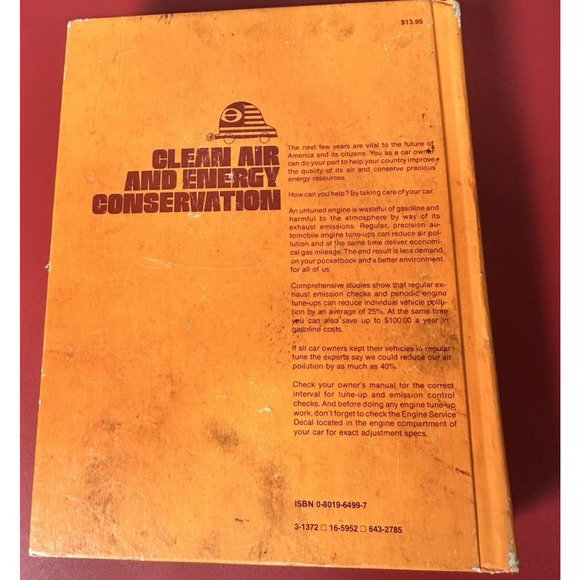 $13.95
CLEAN AIR
AND ENERGY
CONSERVATION
The next few years are vital to the future of
America and its citizens. You as a car owner
can do your part to help your country improve
the quality of its air and conserve precious
energy resources.
How can you help? By taking care of your car.
An untuned engine is wasteful of gasoline and
harmful to the atmosphere by way of its
exhaust emissions. Regular, precision au-
tomobile engine tune-ups can reduce air pol-
lution and at the same time deliver economi-
cal gas mileage. The end result is less demand
on your pocketbook and a better environment
for all of us.
Comprehensive studies show that regular ex-
haust emission checks and periodic engine
tune-ups can reduce individual vehicle pollu-
tion by an average of 25%. At the same time
you can also save up to $100.00 a year in
gasoline costs.
If all car owners kept their vehicles in regular
tune the experts say we could reduce our air
pollution by as much as 40%.
Check your owner's manual for the correct
interval for tune-up and emission control
checks. And before doing any engine tune-up
work, don't forget to check the Engine Service
Decal located in the engine compartment of
your car for exact adjustment specs.
ISBN 0-8019-6499-7
3-1372 □ 16-5952 □ 643-2785